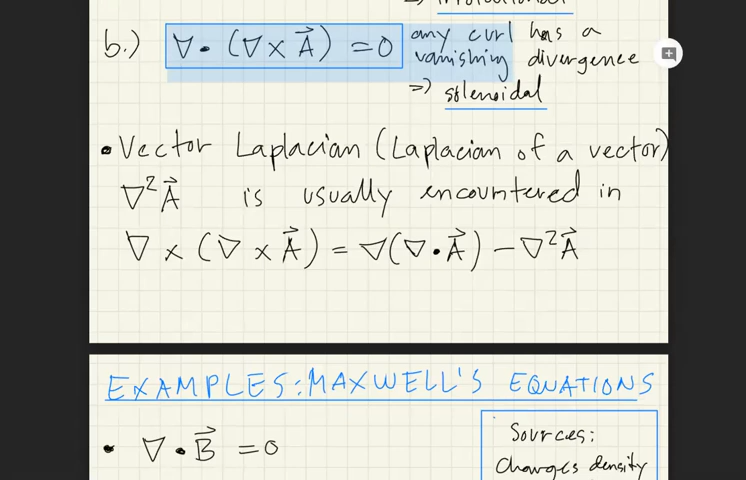 => irrotational
b.) ∇ • (∇ × A⃗) = 0
any curl has a
vanishing divergence
=> solenoidal
• Vector Laplacian (Laplacian of a vector)
∇²A⃗ is usually encountered in
∇ × (∇ × A⃗) = ∇(∇ • A⃗) − ∇²A⃗
EXAMPLES: MAXWELL'S EQUATIONS
• ∇ • B⃗ = 0
Sources:
Charges density